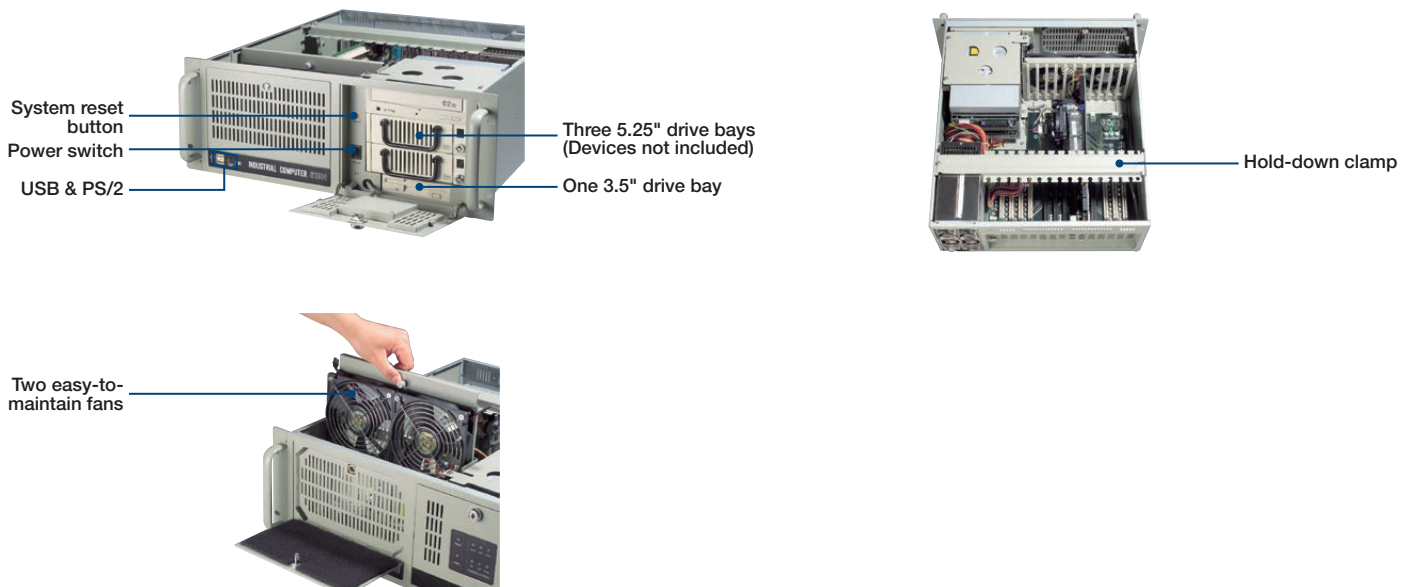 System reset
button
Power switch
USB & PS/2
INDUSTRIAL COMPUTER
Three 5.25" drive bays
(Devices not included)
One 3.5" drive bay
Hold-down clamp
Two easy-to-
maintain fans